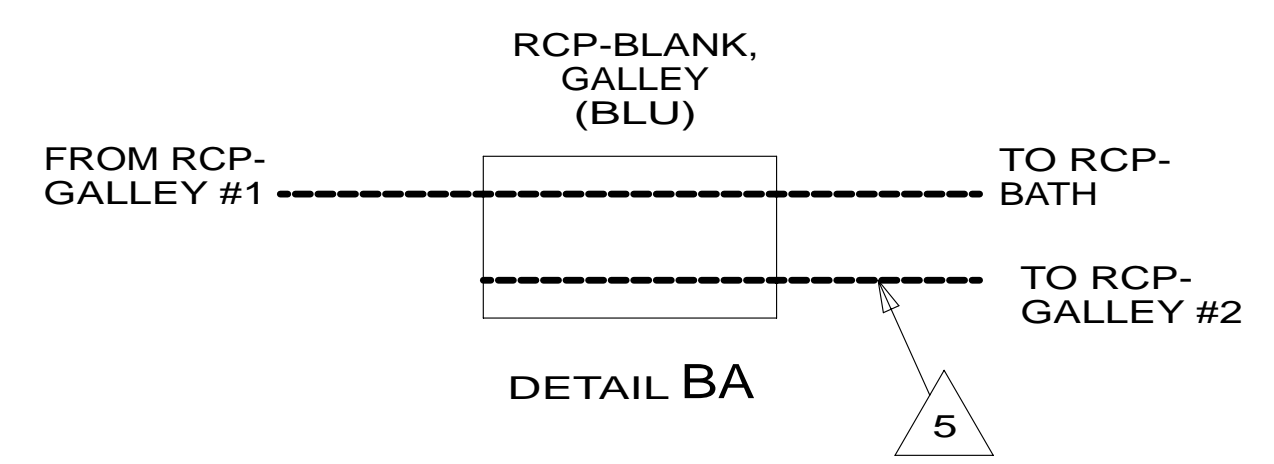 RCP-BLANK,
GALLEY
(BLU)
FROM RCP-
GALLEY #1
TO RCP-
BATH
TO RCP-
GALLEY #2
DETAIL BA
5